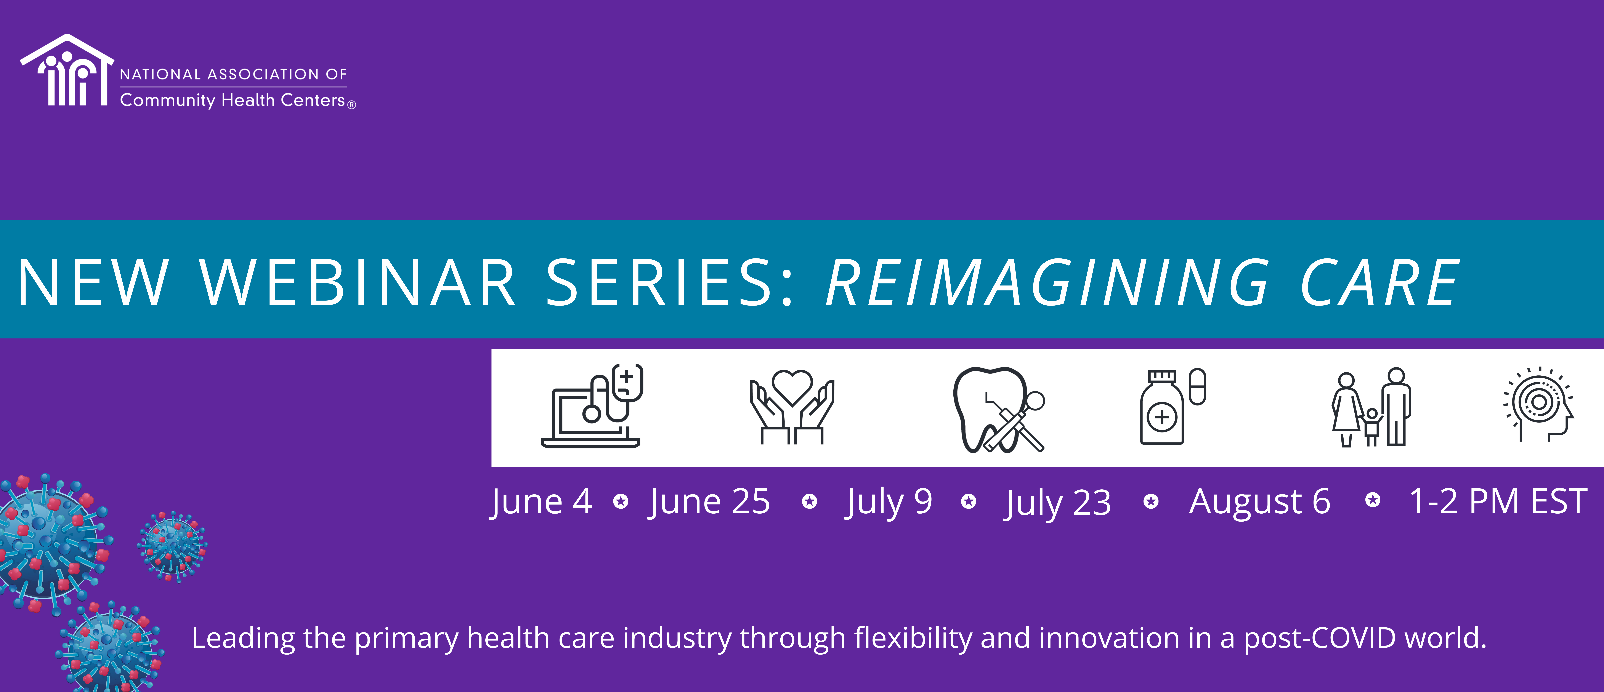 NATIONAL ASSOCIATION OF
Community Health Centers®
NEW WEBINAR SERIES: REIMAGINING CARE
June 4 ✪ June 25 ✪ July 9 ✪ July 23 ✪ August 6 ✪ 1-2 PM EST
Leading the primary health care industry through flexibility and innovation in a post-COVID world.